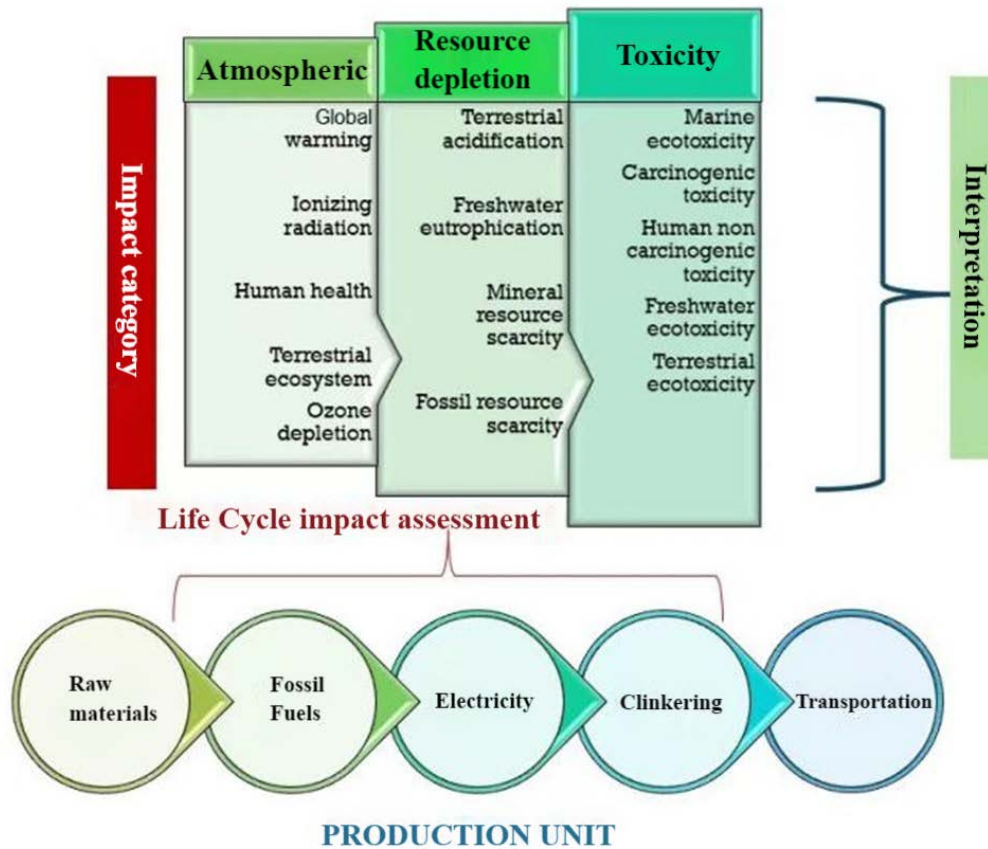 Impact category
Atmospheric
Global
warming
Ionizing
radiation
Human health
Terrestrial
ecosystem
Ozone
depletion
Resource
depletion
Terrestrial
acidification
Freshwater
eutrophication
Mineral
resource
scarcity
Fossil resource
scarcity
Toxicity
Marine
ecotoxicity
Carcinogenic
toxicity
Human non
carcinogenic
toxicity
Freshwater
ecotoxicity
Terrestrial
ecotoxicity
Interpretation
Life Cycle impact assessment
Raw
materials
Fossil
Fuels
Electricity
Clinkering
Transportation
PRODUCTION UNIT